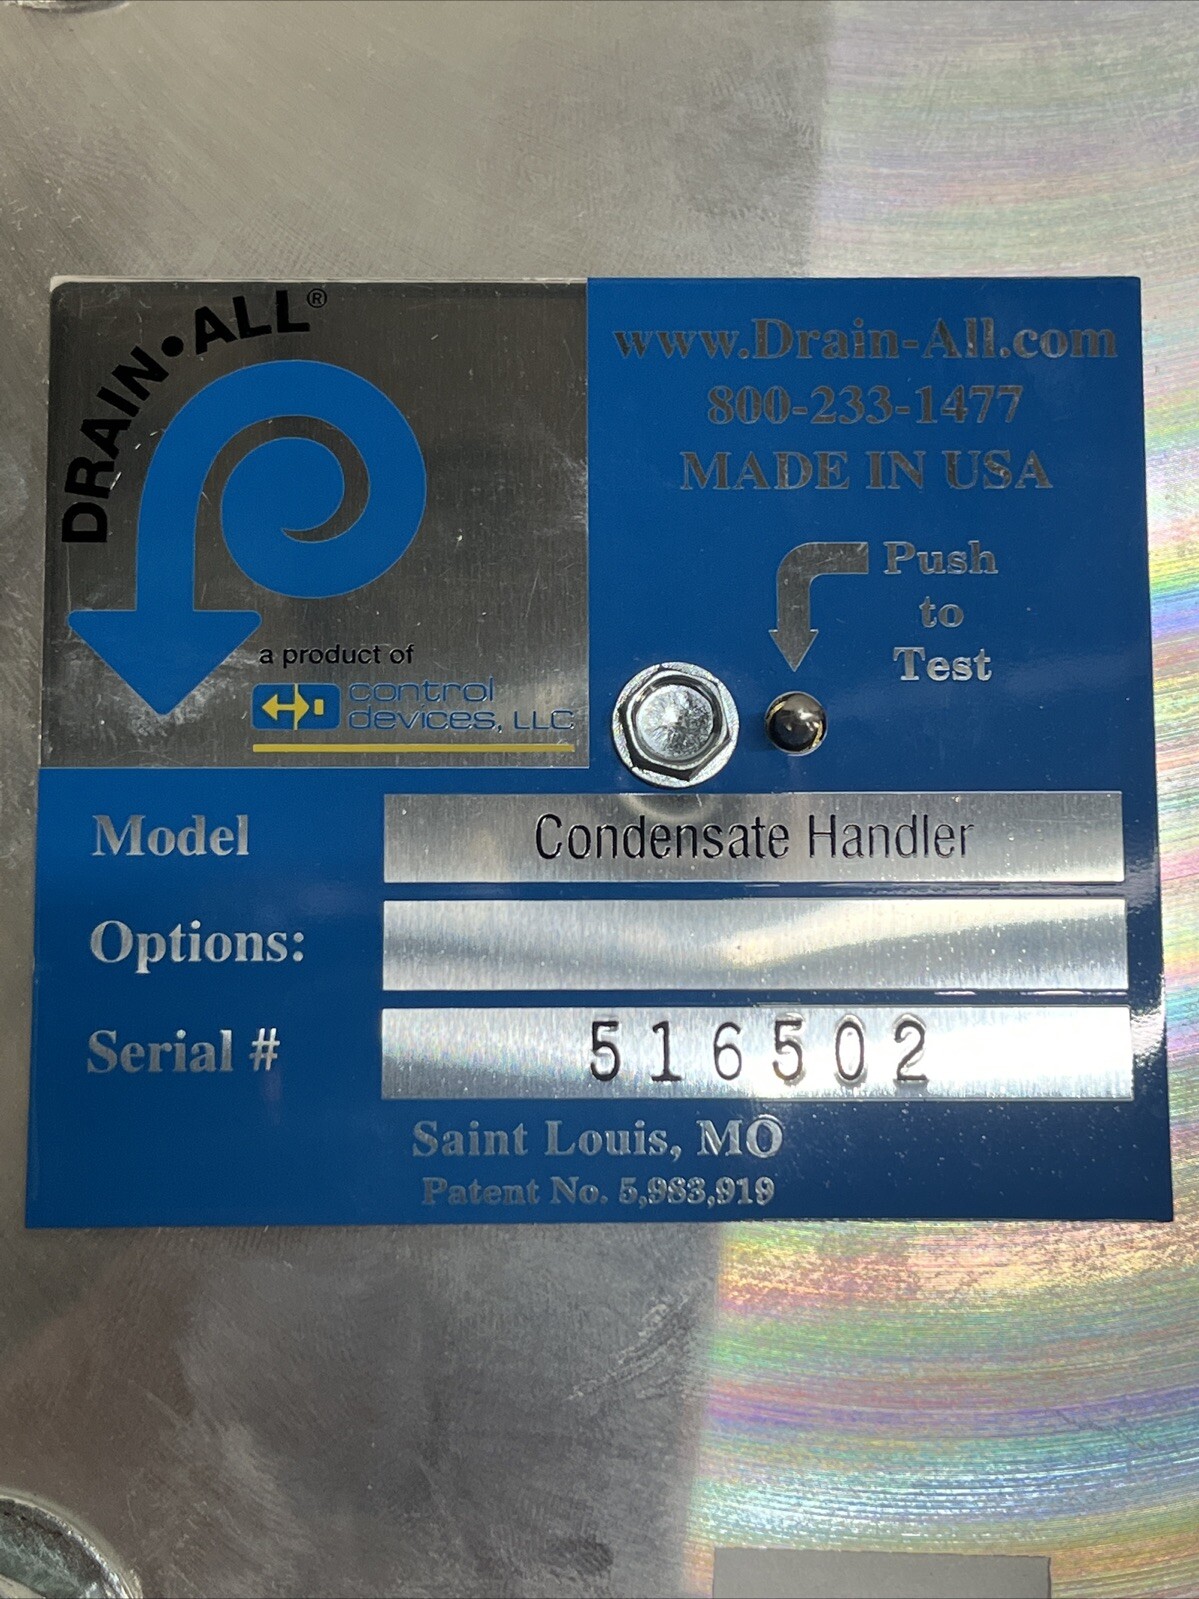 DRAIN•ALL®
a product of
control
devices, LLC
www.Drain-All.com
800-233-1477
MADE IN USA
Push
to
Test
Model Condensate Handler
Options:
Serial # 516502
Saint Louis, MO
Patent No. 5,983,919